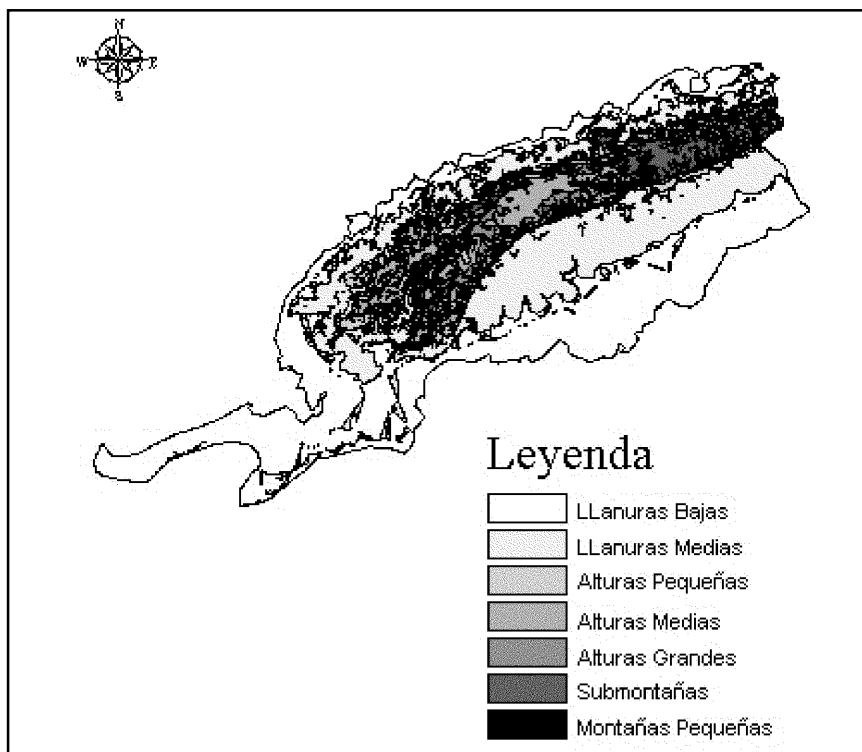 N
W E
S
Leyenda
LLanuras Bajas
LLanuras Medias
Alturas Pequeñas
Alturas Medias
Alturas Grandes
Submontañas
Montañas Pequeñas